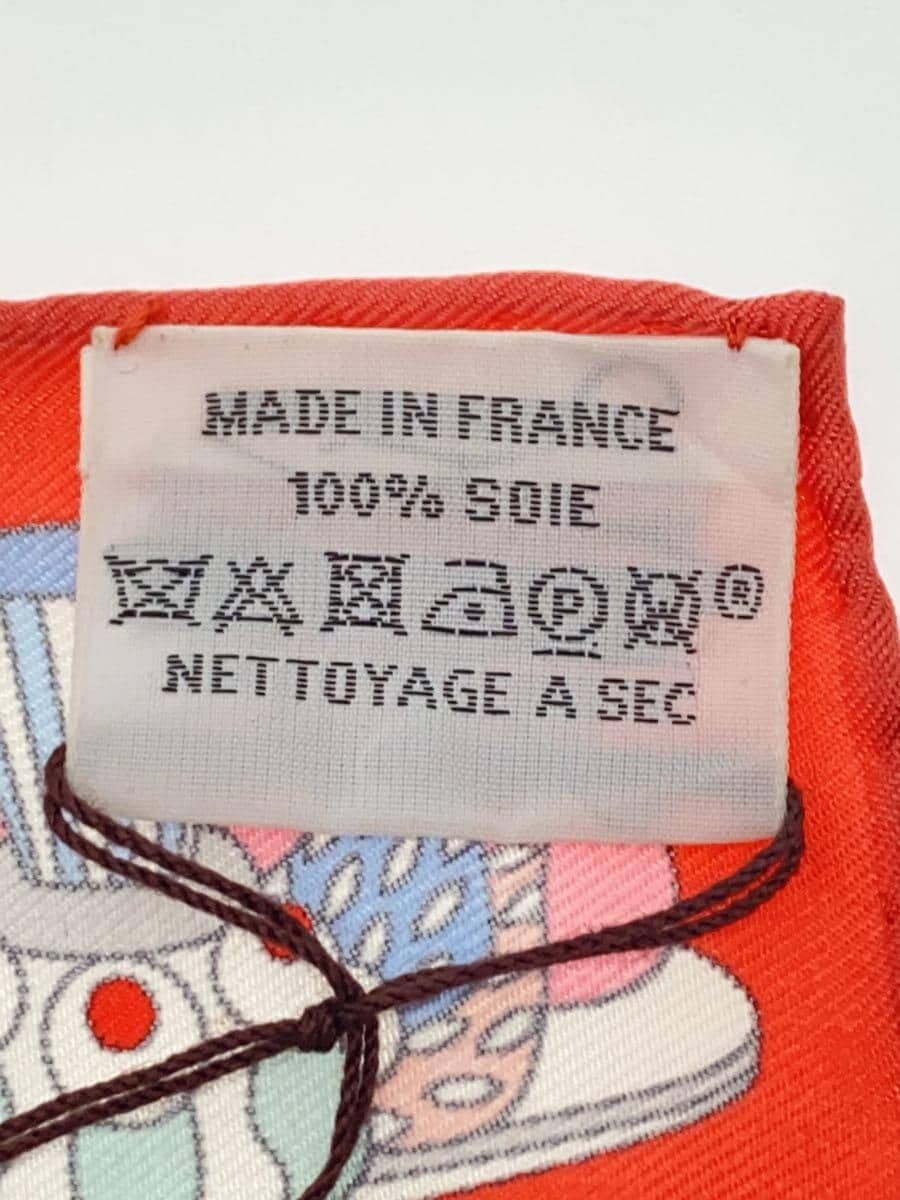 MADE IN FRANCE
100% SOIE
P W ®
NETTOYAGE A SEC